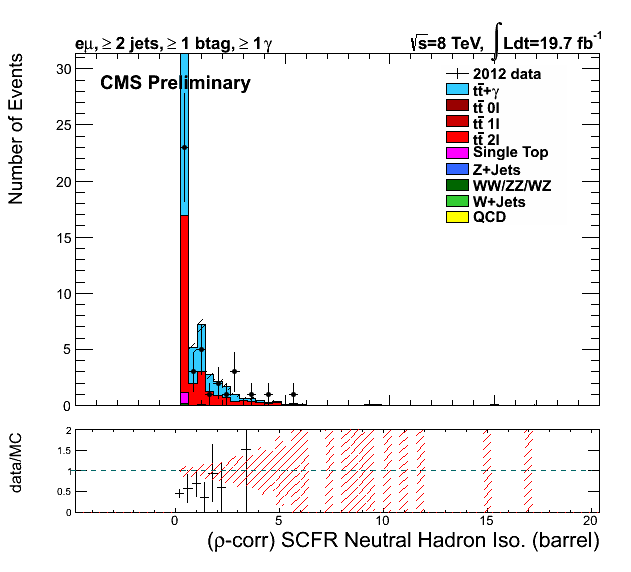 eμ, ≥ 2 jets, ≥ 1 btag, ≥ 1 γ
√s=8 TeV, ∫ Ldt=19.7 fb⁻¹
CMS Preliminary
2012 data
tt̄+γ
tt̄ 0l
tt̄ 1l
tt̄ 2l
Single Top
Z+Jets
WW/ZZ/WZ
W+Jets
QCD
Number of Events
30
25
20
15
10
5
0
data/MC
2
1.5
1
0.5
0
0 5 10 15 20
(ρ-corr) SCFR Neutral Hadron Iso. (barrel)